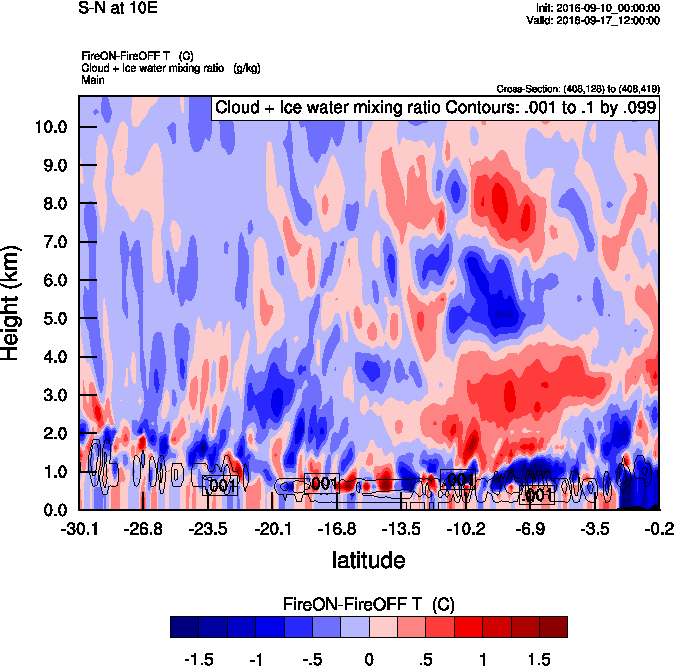 S-N at 10E
Init: 2016-09-10_00:00:00
Valid: 2016-09-17_12:00:00
FireON-FireOFF T (C)
Cloud + Ice water mixing ratio (g/kg)
Main
Cross-Section: (408,128) to (408,419)
Cloud + Ice water mixing ratio Contours: .001 to .1 by .099
10.0
9.0
8.0
7.0
6.0
5.0
4.0
3.0
2.0
1.0
0.0
Height (km)
.001
.001
.001
.001
-30.1 -26.8 -23.5 -20.1 -16.8 -13.5 -10.2 -6.9 -3.5 -0.2
latitude
FireON-FireOFF T (C)
-1.5 -1 -.5 0 .5 1 1.5